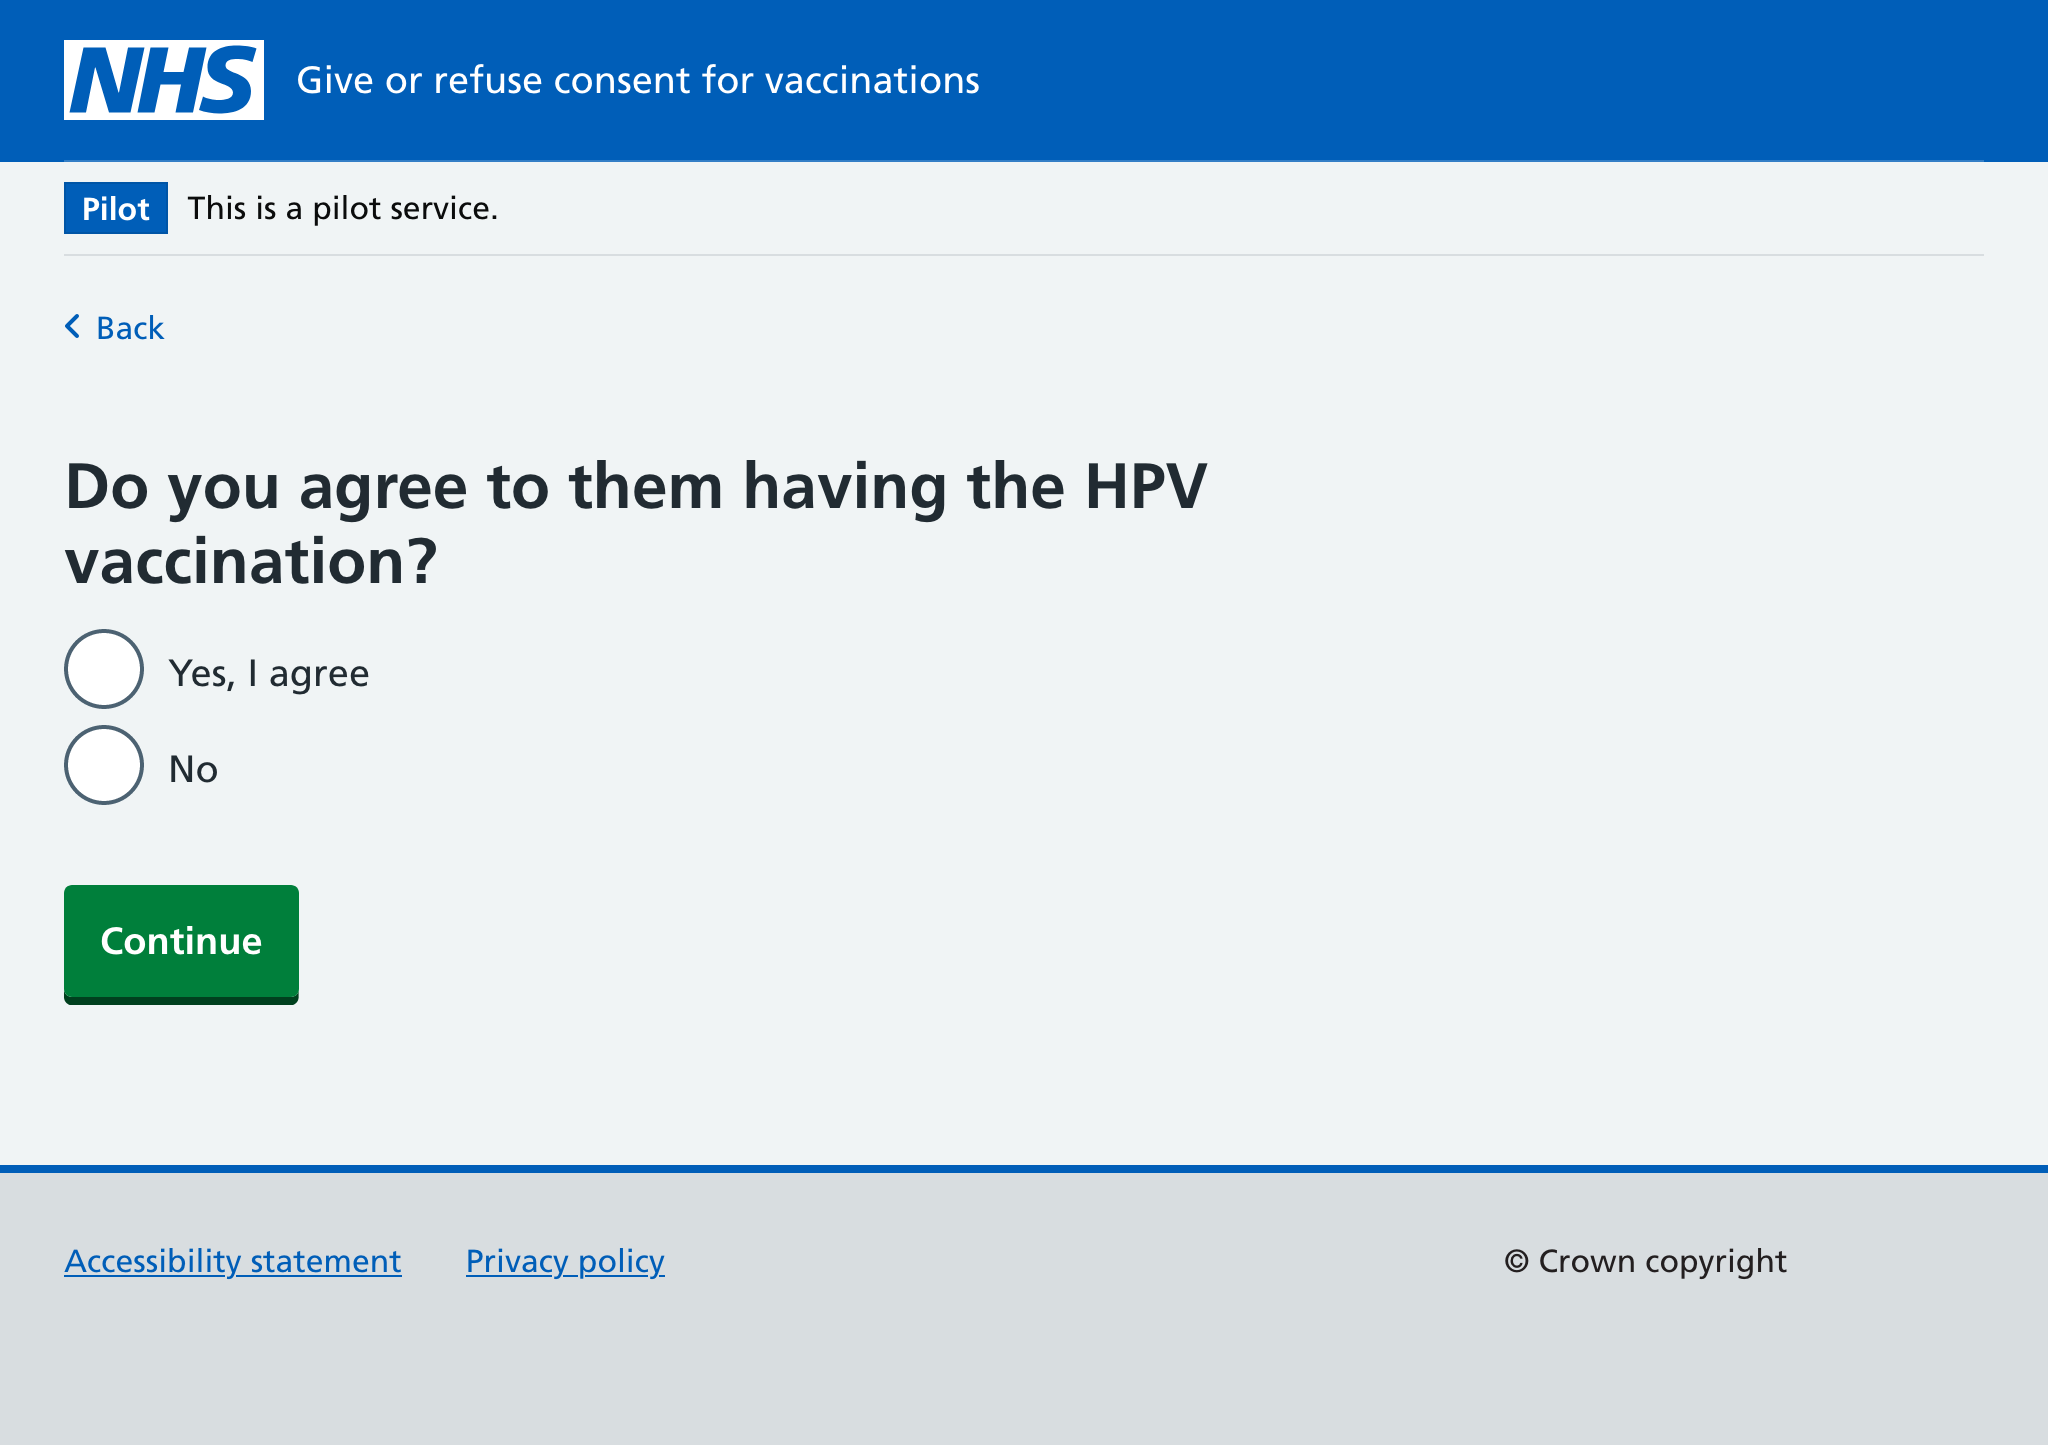 NHS
Give or refuse consent for vaccinations
Pilot
This is a pilot service.
Back
Do you agree to them having the HPV
vaccination?
Yes, I agree
No
Continue
Accessibility statement
Privacy policy
© Crown copyright